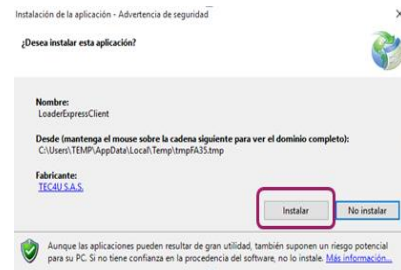 Instalación de la aplicación - Advertencia de seguridad
¿Desea instalar esta aplicación?
Nombre:
LoaderExpressClient
Desde (mantenga el mouse sobre la cadena siguiente para ver el dominio completo):
C:\Users\TEMP\AppData\Local\Temp\tmpFA35.tmp
Fabricante:
TEC4U S.A.S.
Instalar
No instalar
Aunque las aplicaciones pueden resultar de gran utilidad, también suponen un riesgo potencial
para su PC. Si no tiene confianza en la procedencia del software, no lo instale. Más información...